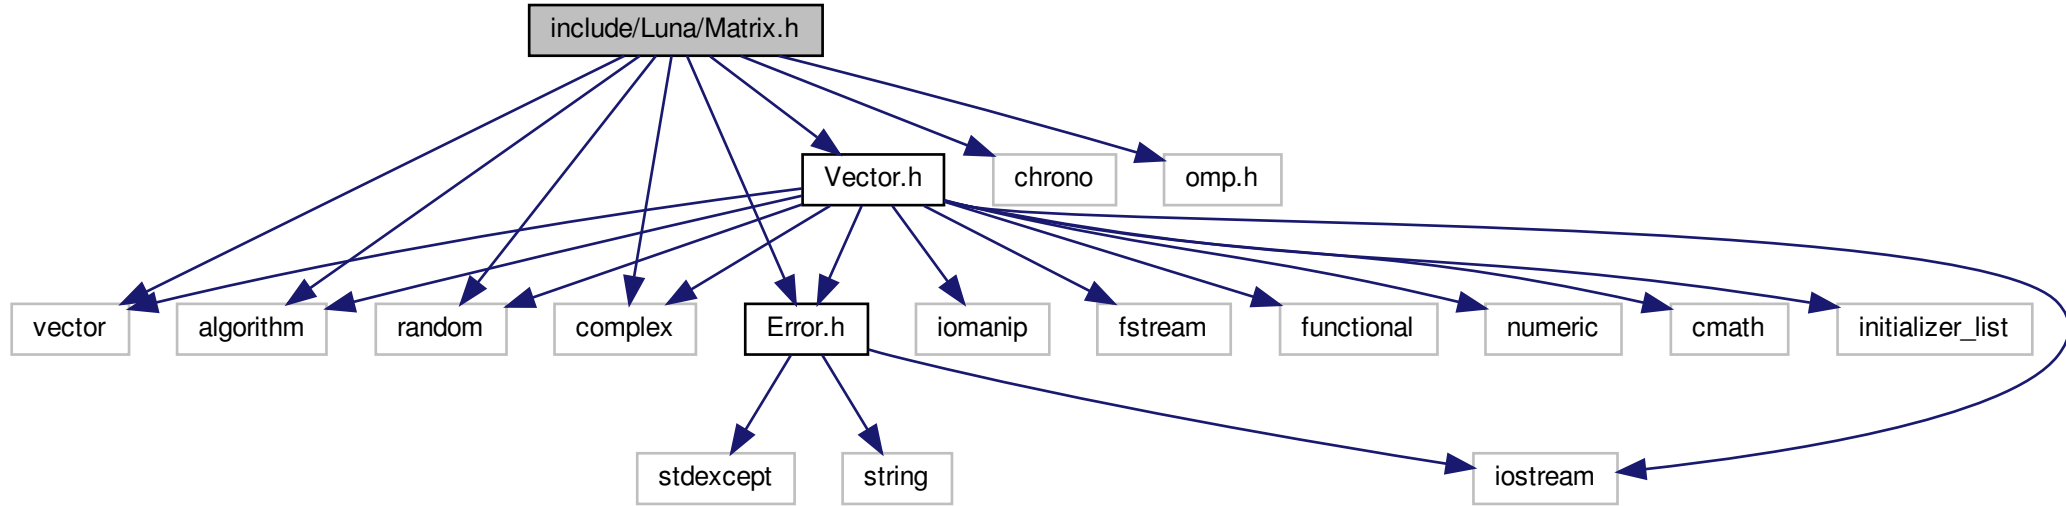 include/Luna/Matrix.h
Vector.h
chrono
omp.h
vector
algorithm
random
complex
Error.h
iomanip
fstream
functional
numeric
cmath
initializer_list
stdexcept
string
iostream